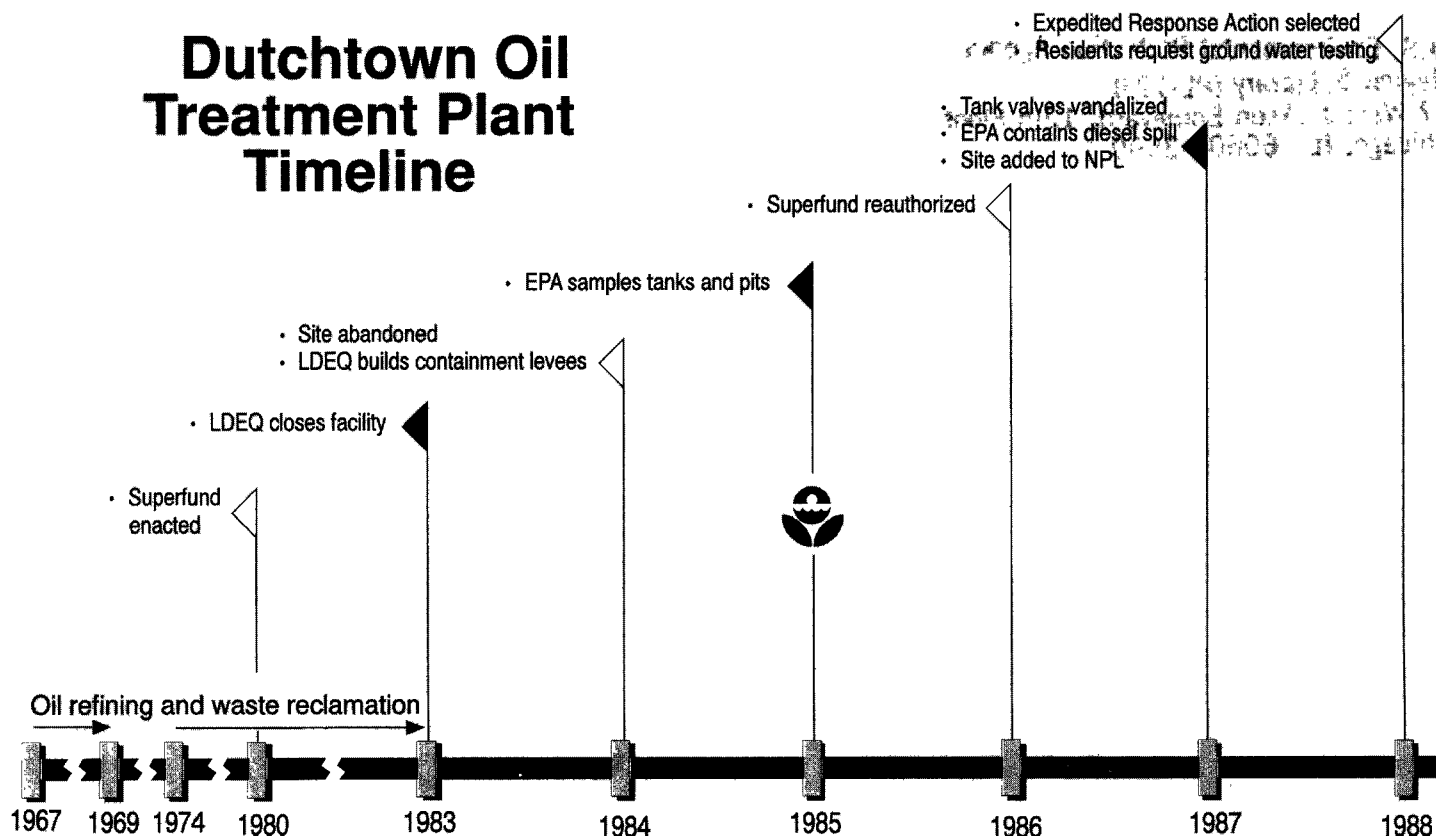 Dutchtown Oil
Treatment Plant
Timeline
• Expedited Response Action selected
Residents request ground water testing
• Tank valves vandalized
• EPA contains diesel spill
• Site added to NPL
• Superfund reauthorized
• EPA samples tanks and pits
• Site abandoned
• LDEQ builds containment levees
• LDEQ closes facility
• Superfund
enacted
Oil refining and waste reclamation
1967 1969 1974 1980 1983 1984 1985 1986 1987 1988